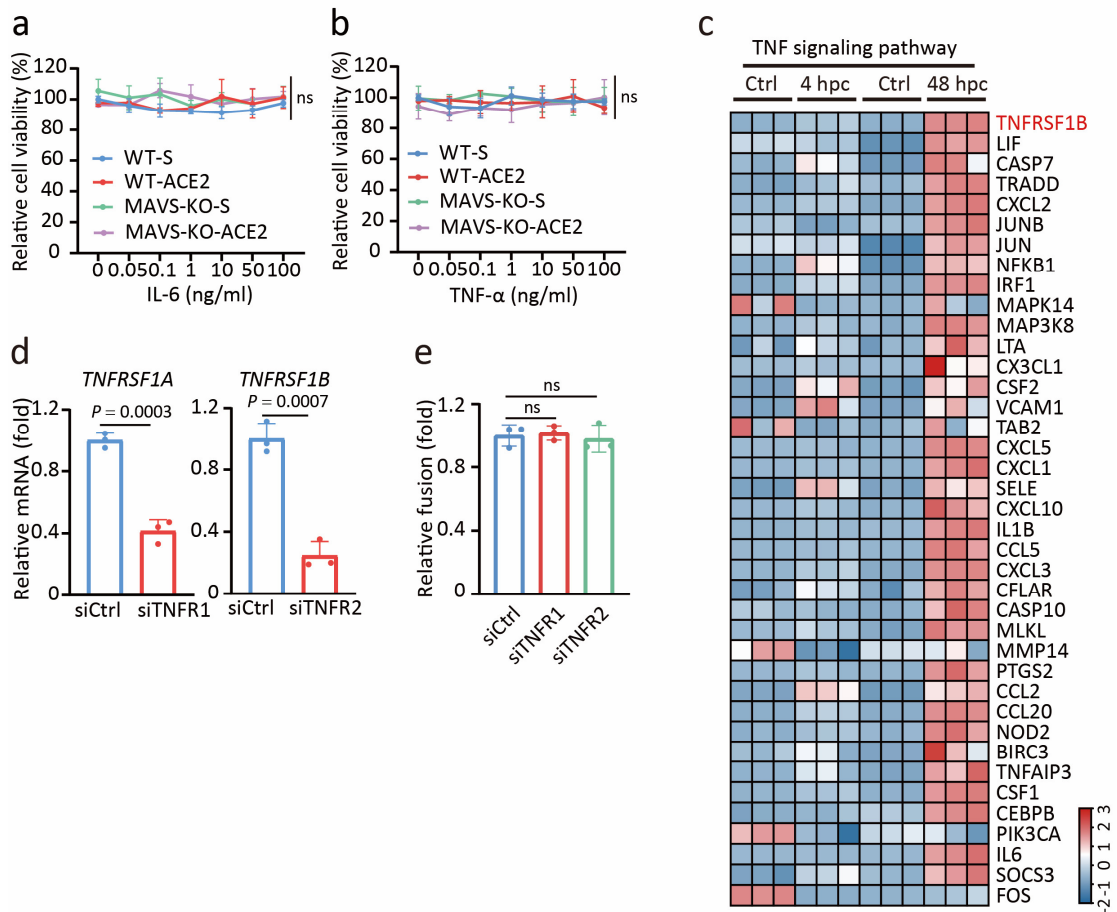 a
Relative cell viability (%)
120
100
80
60
40
20
0
ns
WT-S
WT-ACE2
MAVS-KO-S
MAVS-KO-ACE2
0 0.05 0.1 1 10 50 100
IL-6 (ng/ml)
b
Relative cell viability (%)
120
100
80
60
40
20
0
ns
WT-S
WT-ACE2
MAVS-KO-S
MAVS-KO-ACE2
0 0.05 0.1 1 10 50 100
TNF-α (ng/ml)
c
TNF signaling pathway
Ctrl 4 hpc Ctrl 48 hpc
TNFRSF1B
LIF
CASP7
TRADD
CXCL2
JUNB
JUN
NFKB1
IRF1
MAPK14
MAP3K8
LTA
CX3CL1
CSF2
VCAM1
TAB2
CXCL5
CXCL1
SELE
CXCL10
IL1B
CCL5
CXCL3
CFLAR
CASP10
MLKL
MMP14
PTGS2
CCL2
CCL20
NOD2
BIRC3
TNFAIP3
CSF1
CEBPB
PIK3CA
IL6
SOCS3
FOS
-2 -1 0 1 2 3
d
Relative mRNA (fold)
TNFRSF1A
P = 0.0003
1.2
0.8
0.4
0
siCtrl siTNFR1
TNFRSF1B
P = 0.0007
1.2
0.8
0.4
0
siCtrl siTNFR2
e
Relative fusion (fold)
ns
ns
1.2
0.8
0.4
0
siCtrl
siTNFR1
siTNFR2